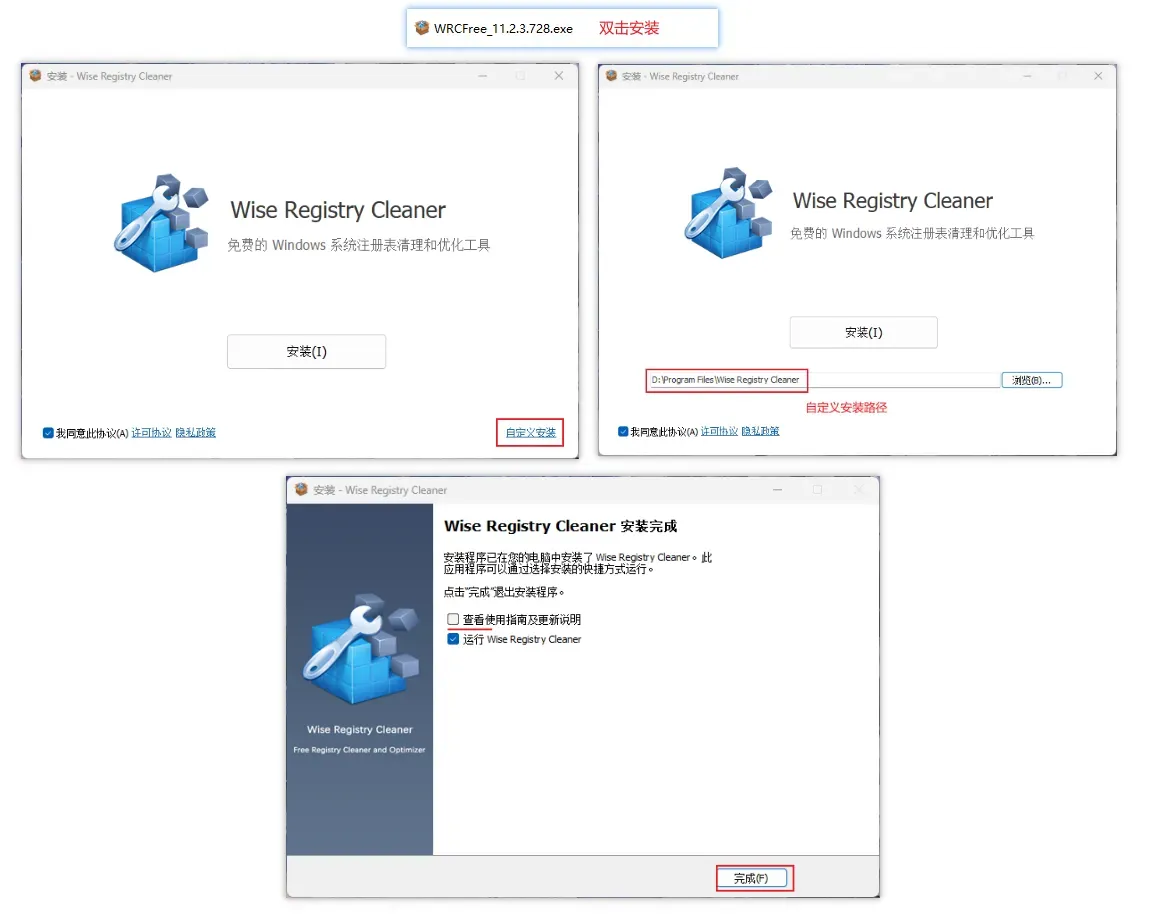 WRCFree_11.2.3.728.exe 双击安装
安装 - Wise Registry Cleaner
Wise Registry Cleaner
免费的 Windows 系统注册表清理和优化工具
安装(I)
我同意此协议(A) 许可协议 隐私政策
自定义安装
安装 - Wise Registry Cleaner
Wise Registry Cleaner
免费的 Windows 系统注册表清理和优化工具
安装(I)
D:\Program Files\Wise Registry Cleaner
浏览(B)...
自定义安装路径
我同意此协议(A) 许可协议 隐私政策
安装 - Wise Registry Cleaner
Wise Registry Cleaner
Free Registry Cleaner and Optimizer
Wise Registry Cleaner 安装完成
安装程序已在您的电脑中安装了 Wise Registry Cleaner。此
应用程序可以通过选择安装的快捷方式运行。
点击"完成"退出安装程序。
查看使用指南及更新说明
运行 Wise Registry Cleaner
完成(F)